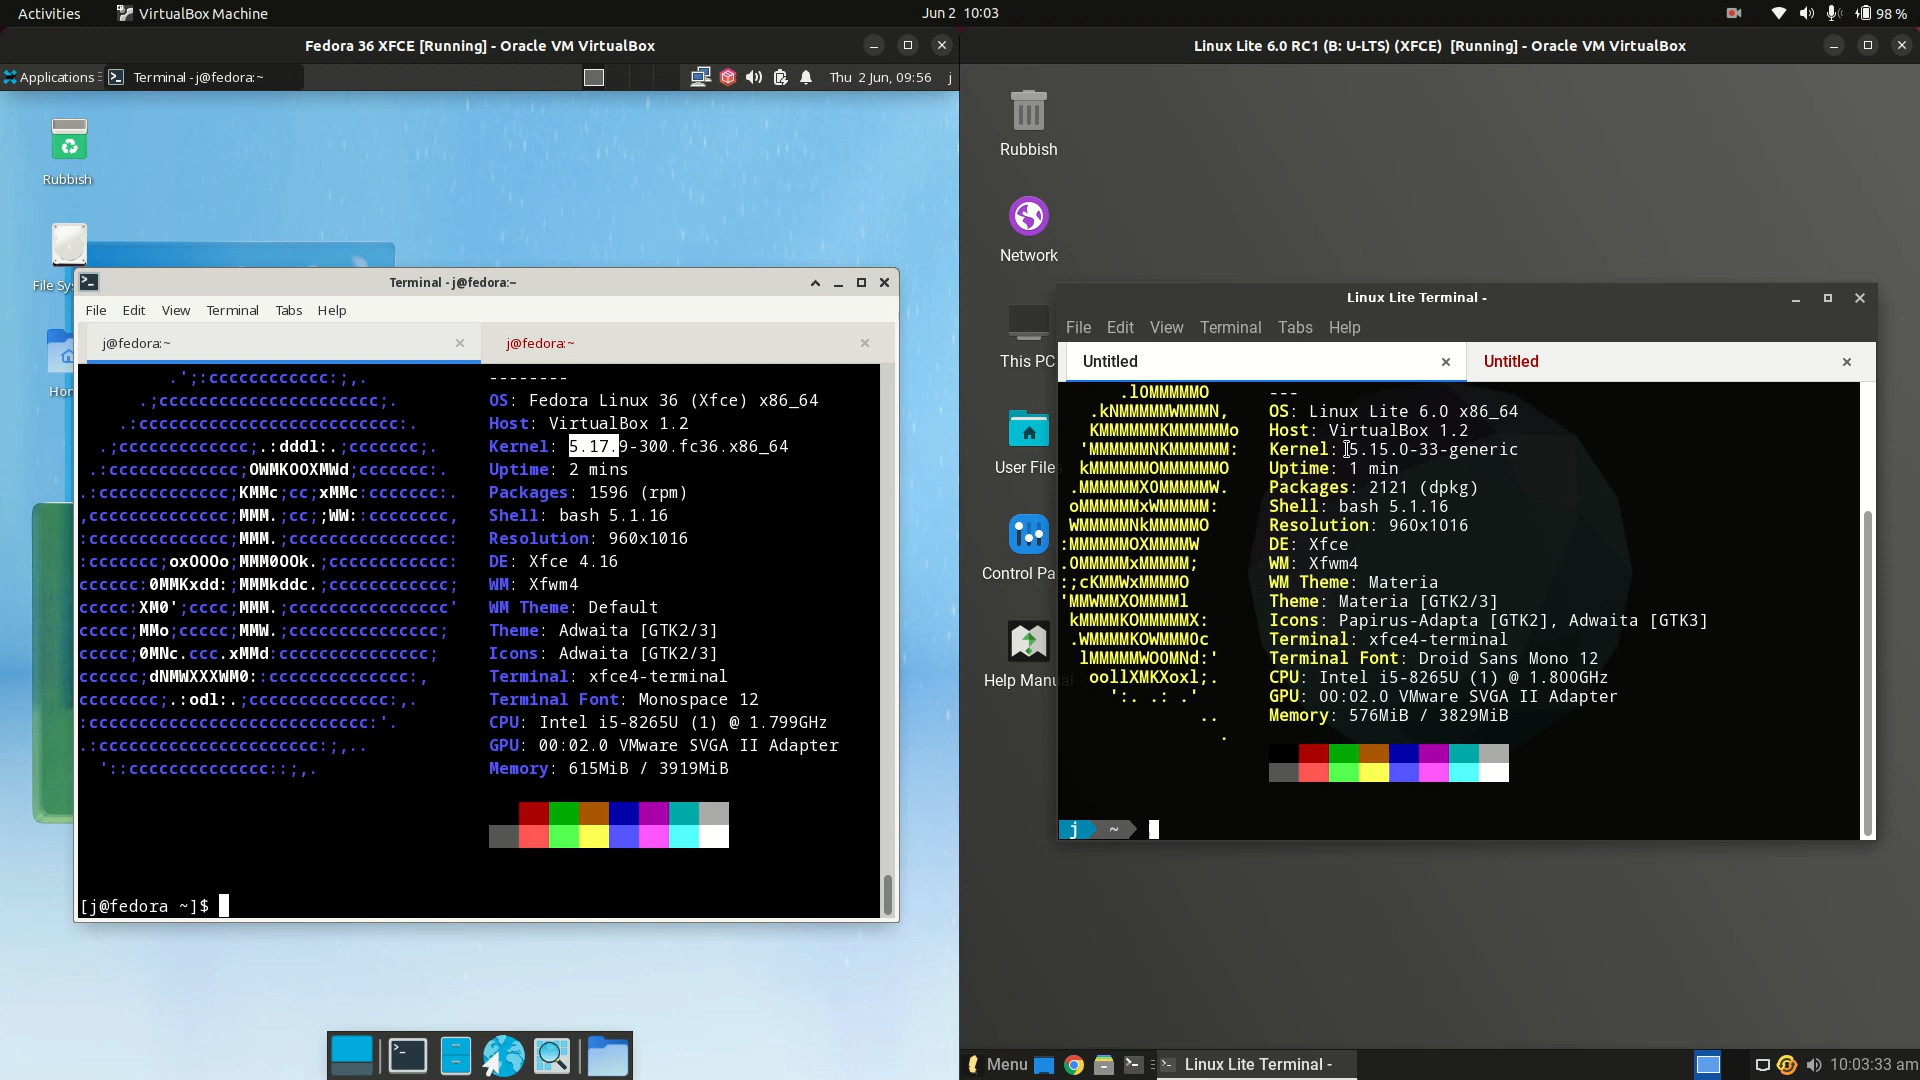 Activities VirtualBox Machine Jun 2 10:03 98 %
Fedora 36 XFCE [Running] - Oracle VM VirtualBox
Applications Terminal - j@fedora:~ Thu 2 Jun, 09:56 j
Rubbish
File Sys
Hor
Terminal - j@fedora:~
File Edit View Terminal Tabs Help
j@fedora:~ j@fedora:~
--------
OS: Fedora Linux 36 (Xfce) x86_64
Host: VirtualBox 1.2
Kernel: 5.17.9-300.fc36.x86_64
Uptime: 2 mins
Packages: 1596 (rpm)
Shell: bash 5.1.16
Resolution: 960x1016
DE: Xfce 4.16
WM: Xfwm4
WM Theme: Default
Theme: Adwaita [GTK2/3]
Icons: Adwaita [GTK2/3]
Terminal: xfce4-terminal
Terminal Font: Monospace 12
CPU: Intel i5-8265U (1) @ 1.799GHz
GPU: 00:02.0 VMware SVGA II Adapter
Memory: 615MiB / 3919MiB
[j@fedora ~]$
Linux Lite 6.0 RC1 (B: U-LTS) (XFCE) [Running] - Oracle VM VirtualBox
Rubbish
Network
This PC
User File
Control Pa
Help Manu
Linux Lite Terminal -
File Edit View Terminal Tabs Help
Untitled Untitled
---
OS: Linux Lite 6.0 x86_64
Host: VirtualBox 1.2
Kernel: 5.15.0-33-generic
Uptime: 1 min
Packages: 2121 (dpkg)
Shell: bash 5.1.16
Resolution: 960x1016
DE: Xfce
WM: Xfwm4
WM Theme: Materia
Theme: Materia [GTK2/3]
Icons: Papirus-Adapta [GTK2], Adwaita [GTK3]
Terminal: xfce4-terminal
Terminal Font: Droid Sans Mono 12
CPU: Intel i5-8265U (1) @ 1.800GHz
GPU: 00:02.0 VMware SVGA II Adapter
Memory: 576MiB / 3829MiB
j ~
Menu Linux Lite Terminal - 10:03:33 am